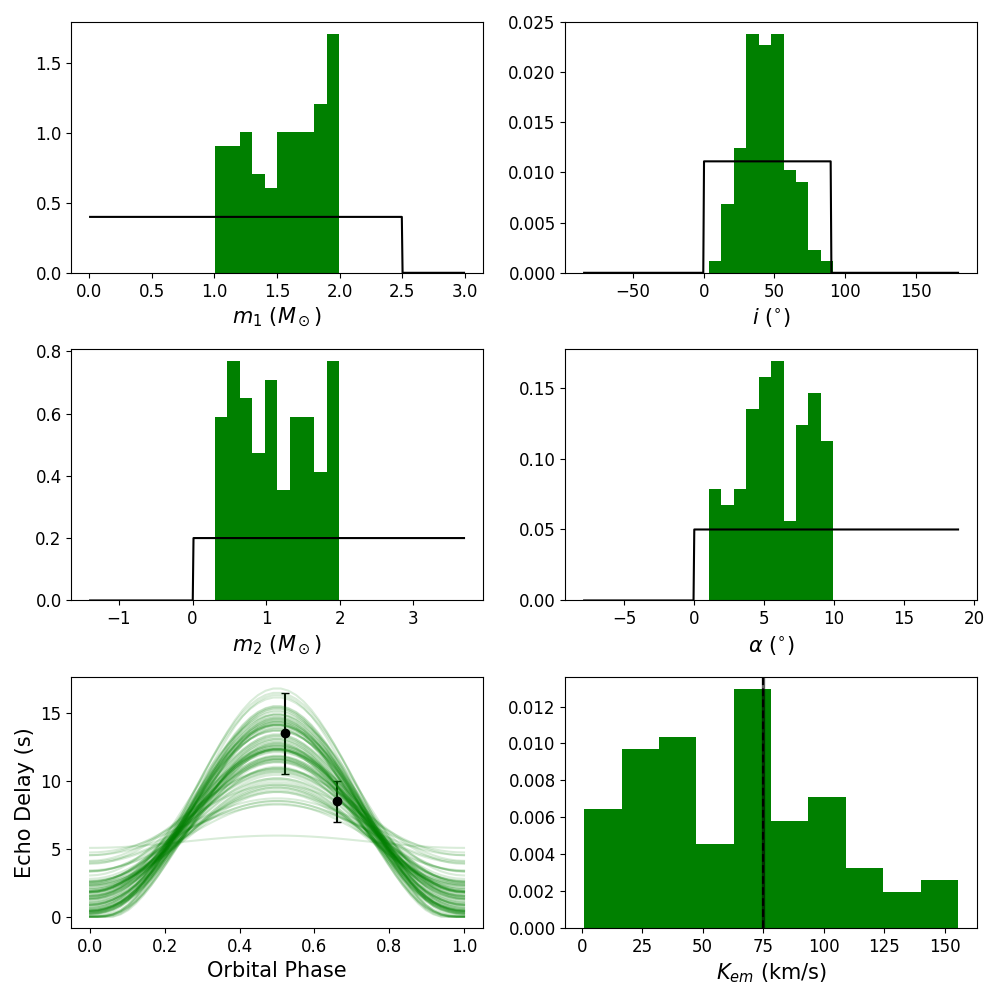 1.5
1.0
0.5
0.0
0.0 0.5 1.0 1.5 2.0 2.5 3.0
m₁ (M⊙)
0.025
0.020
0.015
0.010
0.005
0.000
−50 0 50 100 150
i (°)
0.8
0.6
0.4
0.2
0.0
−1 0 1 2 3
m₂ (M⊙)
0.15
0.10
0.05
0.00
−5 0 5 10 15 20
α (°)
Echo Delay (s)
15
10
5
0
0.0 0.2 0.4 0.6 0.8 1.0
Orbital Phase
0.012
0.010
0.008
0.006
0.004
0.002
0.000
0 25 50 75 100 125 150
Kem (km/s)